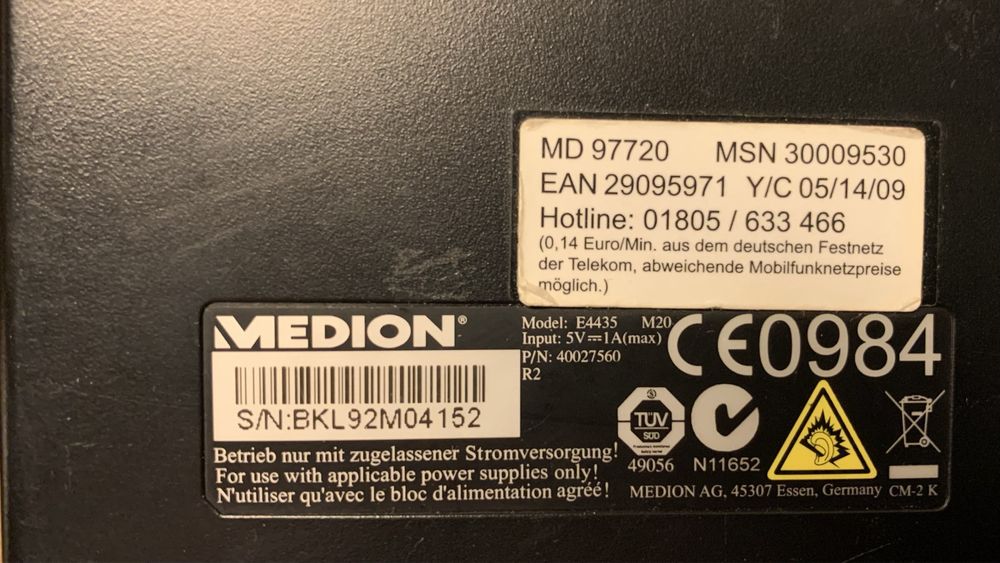 MD 97720 MSN 30009530
EAN 29095971 Y/C 05/14/09
Hotline: 01805 / 633 466
(0,14 Euro/Min. aus dem deutschen Festnetz
der Telekom, abweichende Mobilfunknetzpreise
möglich.)
MEDION®
Model: E4435 M20
Input: 5V⎓1A(max)
P/N: 40027560
R2
CE0984
S/N:BKL92M04152
TÜV
SÜD
49056 N11652
Betrieb nur mit zugelassener Stromversorgung!
For use with applicable power supplies only!
N'utiliser qu'avec le bloc d'alimentation agréé!
MEDION AG, 45307 Essen, Germany CM-2 K